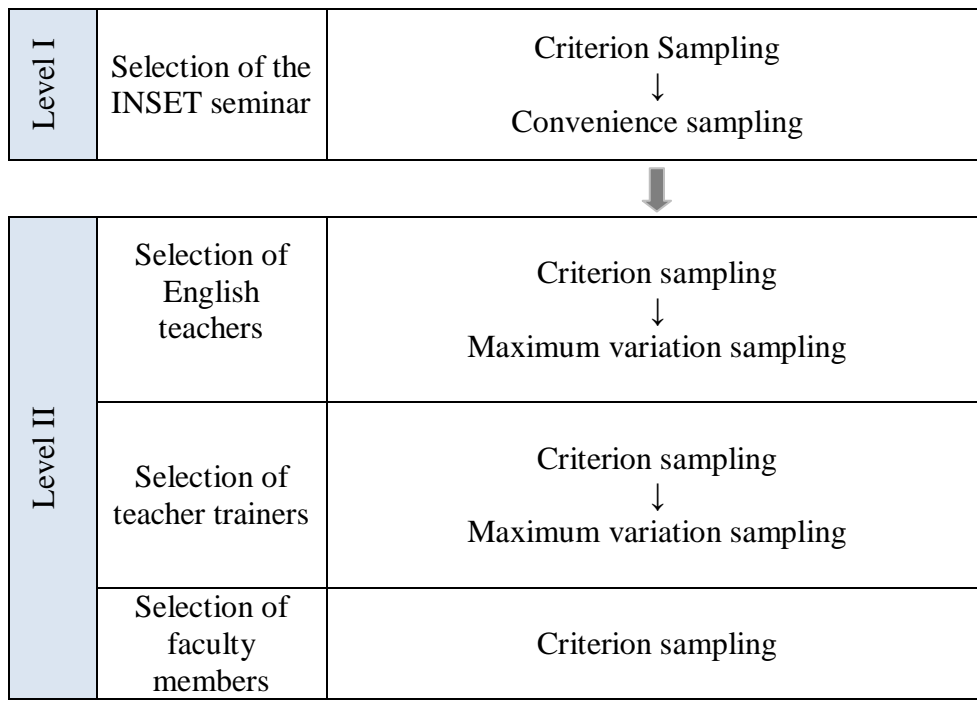 Level I
Selection of the
INSET seminar
Criterion Sampling
↓
Convenience sampling
Level II
Selection of
English
teachers
Criterion sampling
↓
Maximum variation sampling
Selection of
teacher trainers
Criterion sampling
↓
Maximum variation sampling
Selection of
faculty
members
Criterion sampling